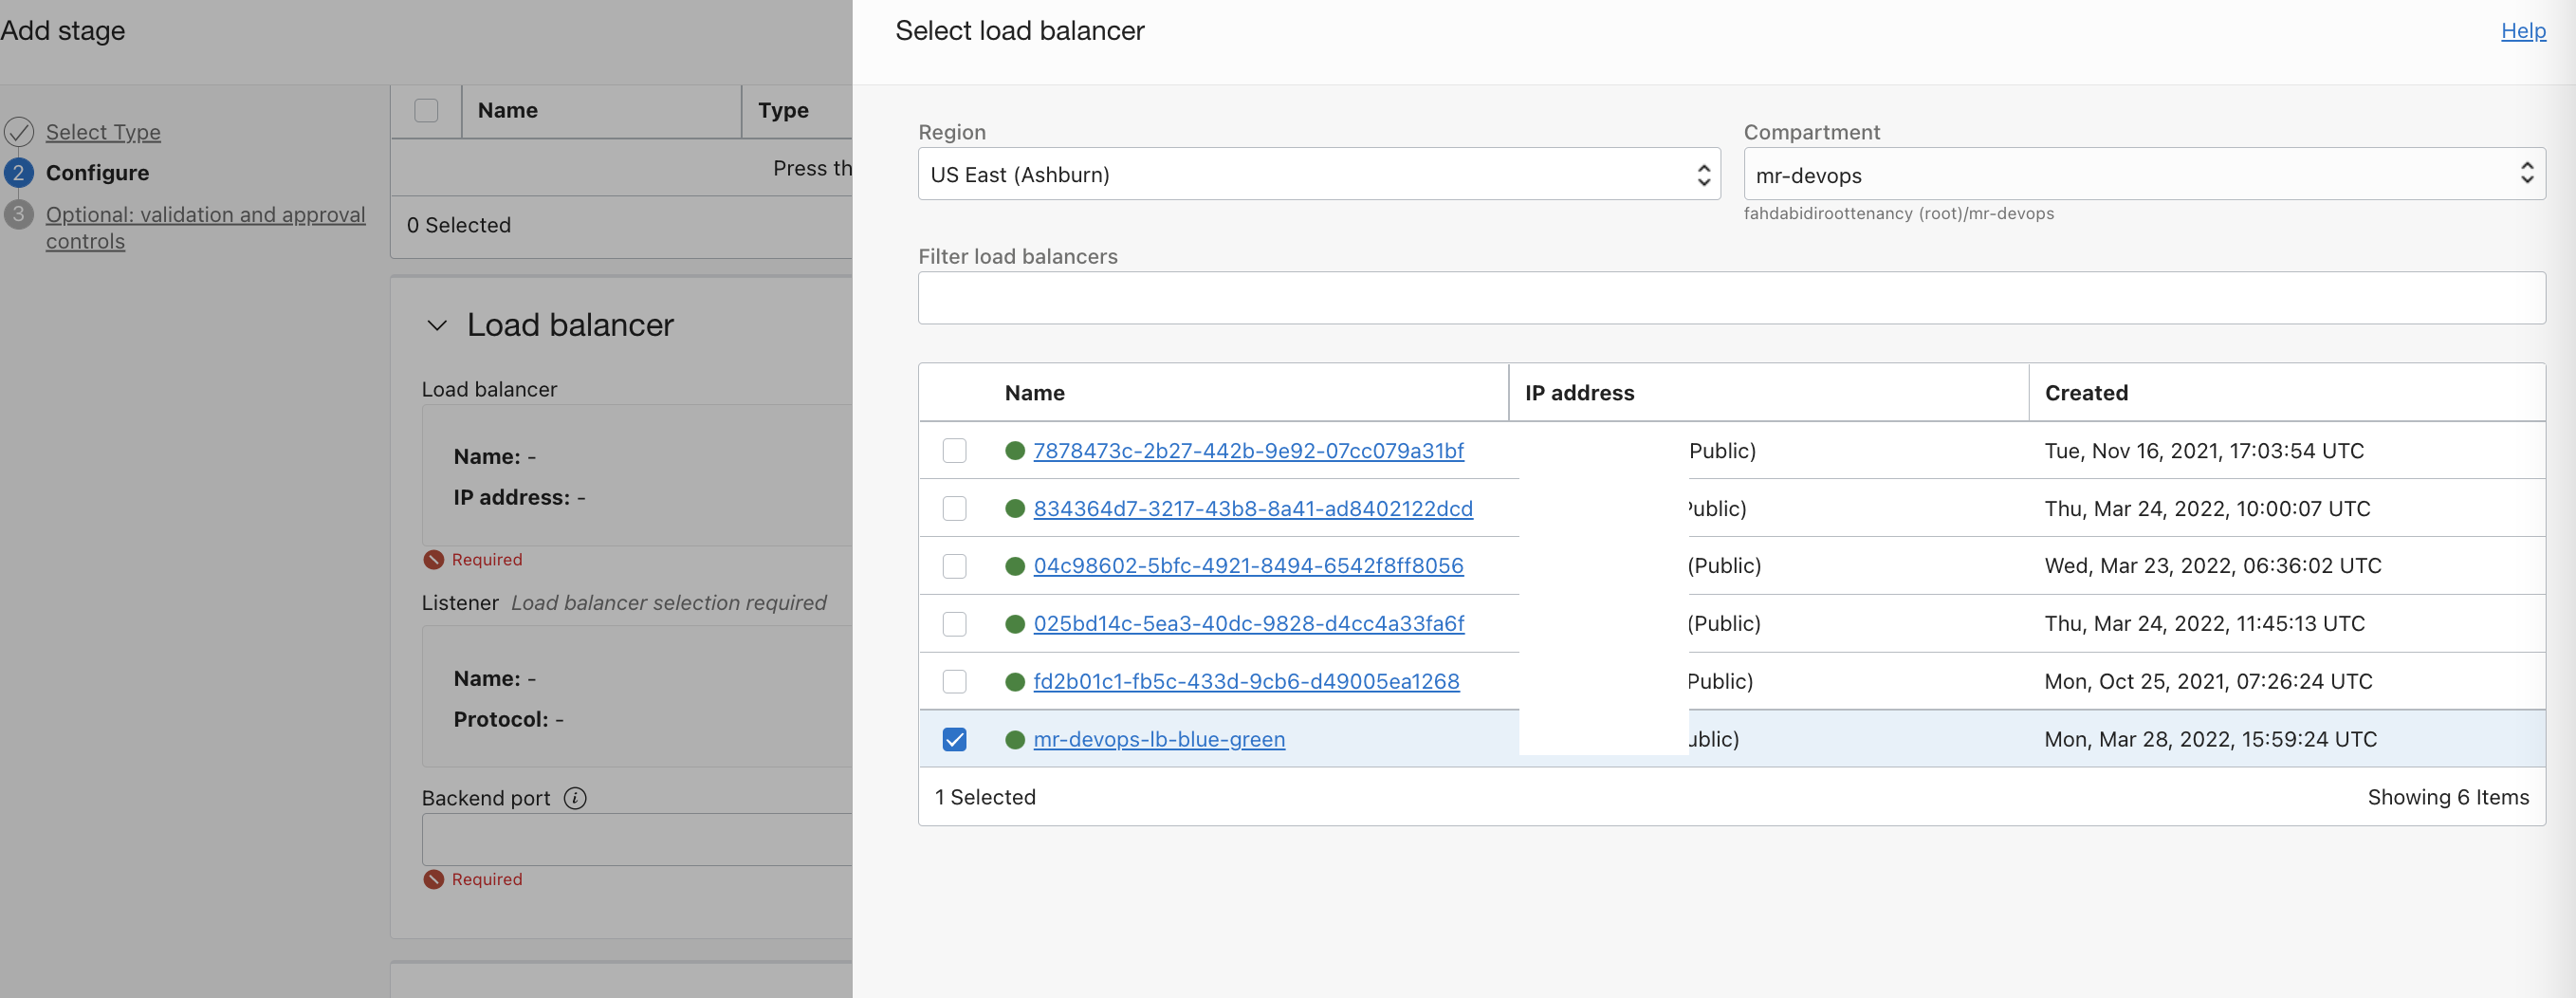 Add stage
Select Type
2 Configure
3 Optional: validation and approval
controls
Name Type
Press th
0 Selected
Load balancer
Load balancer
Name: -
IP address: -
Required
Listener Load balancer selection required
Name: -
Protocol: -
Backend port i
Required
Select load balancer Help
Region Compartment
US East (Ashburn) mr-devops
fahdabidiroottenancy (root)/mr-devops
Filter load balancers
Name IP address Created
7878473c-2b27-442b-9e92-07cc079a31bf Public) Tue, Nov 16, 2021, 17:03:54 UTC
834364d7-3217-43b8-8a41-ad8402122dcd Public) Thu, Mar 24, 2022, 10:00:07 UTC
04c98602-5bfc-4921-8494-6542f8ff8056 (Public) Wed, Mar 23, 2022, 06:36:02 UTC
025bd14c-5ea3-40dc-9828-d4cc4a33fa6f (Public) Thu, Mar 24, 2022, 11:45:13 UTC
fd2b01c1-fb5c-433d-9cb6-d49005ea1268 Public) Mon, Oct 25, 2021, 07:26:24 UTC
mr-devops-lb-blue-green ublic) Mon, Mar 28, 2022, 15:59:24 UTC
1 Selected Showing 6 Items